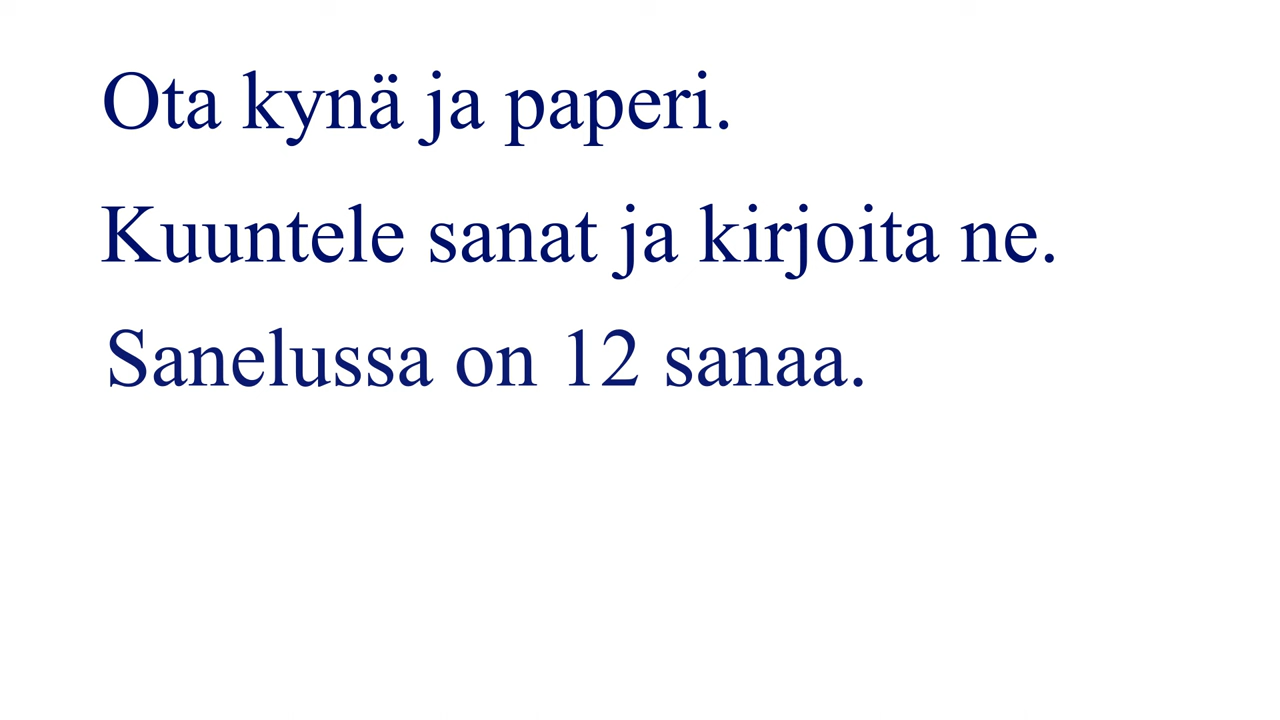 Ota kynä ja paperi.
Kuuntele sanat ja kirjoita ne.
Sanelussa on 12 sanaa.